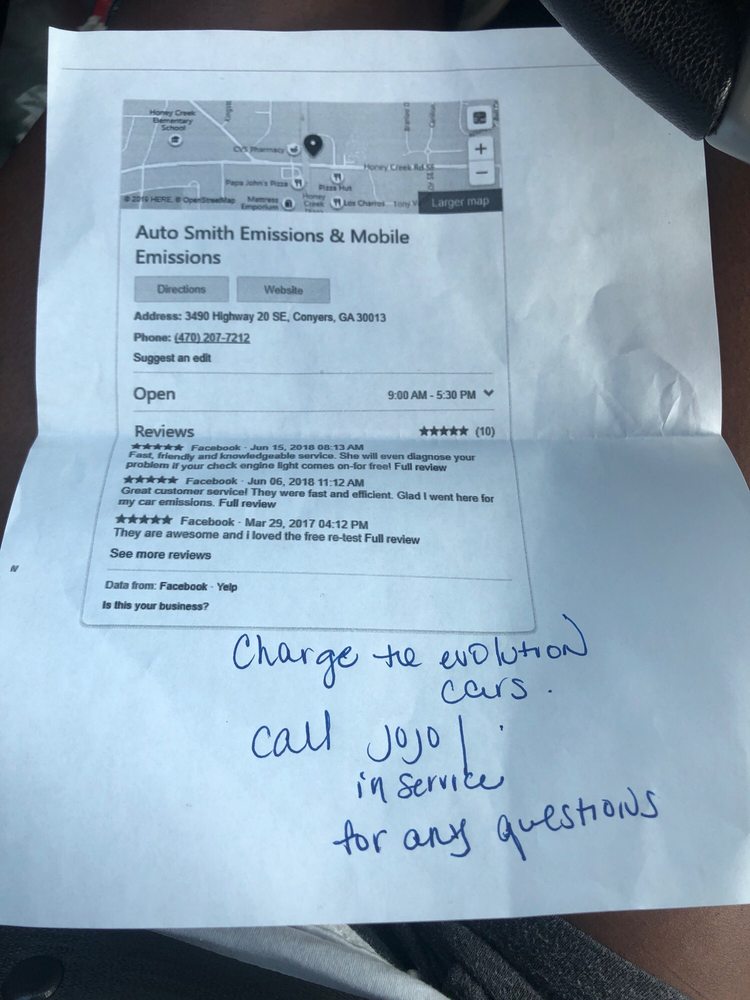 Honey Creek
Elementary
School
CVS Pharmacy
Honey Creek Rd SE
Papa John's Pizza
Pizza Hut
© 2019 HERE, © OpenStreetMap
Mattress
Emporium
Honey
Creek
Los Charros
Tony
+
−
Larger map
Auto Smith Emissions & Mobile
Emissions
Directions Website
Address: 3490 Highway 20 SE, Conyers, GA 30013
Phone: (470) 207-7212
Suggest an edit
Open 9:00 AM - 5:30 PM
Reviews ★★★★★ (10)
★★★★★ Facebook · Jun 15, 2018 08:13 AM
Fast, friendly and knowledgeable service. She will even diagnose your
problem if your check engine light comes on-for free! Full review
★★★★★ Facebook · Jun 06, 2018 11:12 AM
Great customer service! They were fast and efficient. Glad I went here for
my car emissions. Full review
★★★★★ Facebook · Mar 29, 2017 04:12 PM
They are awesome and i loved the free re-test Full review
See more reviews
Data from: Facebook · Yelp
Is this your business?
Charge the evolution
cars.
call JoJo
in service
for any questions